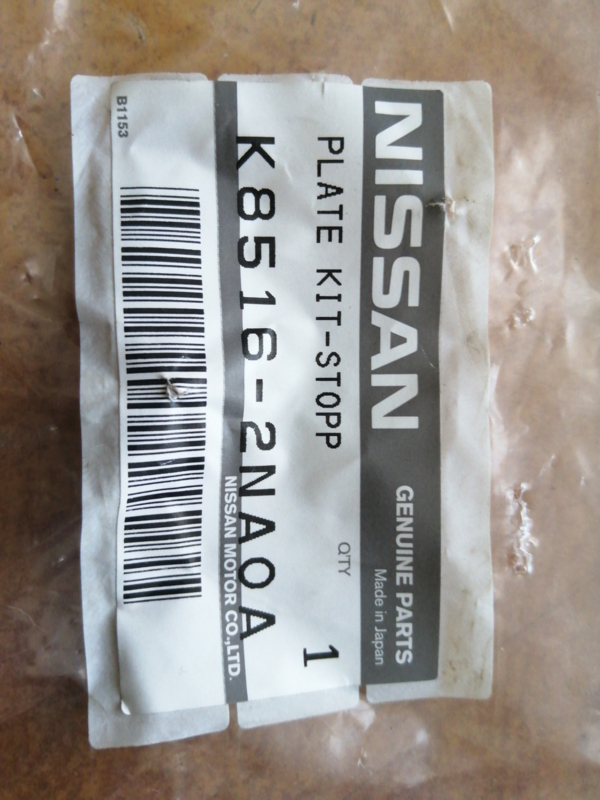 NISSAN
GENUINE PARTS
Made in Japan
PLATE KIT-STOPP
QTY
1
K8516-2NA0A
NISSAN MOTOR CO.,LTD.
B1153